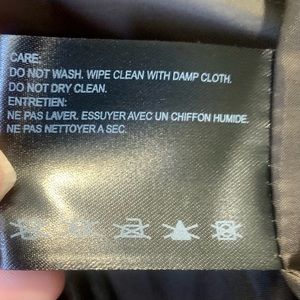 CARE:
DO NOT WASH. WIPE CLEAN WITH DAMP CLOTH.
DO NOT DRY CLEAN.
ENTRETIEN:
NE PAS LAVER. ESSUYER AVEC UN CHIFFON HUMIDE.
NE PAS NETTOYER A SEC.